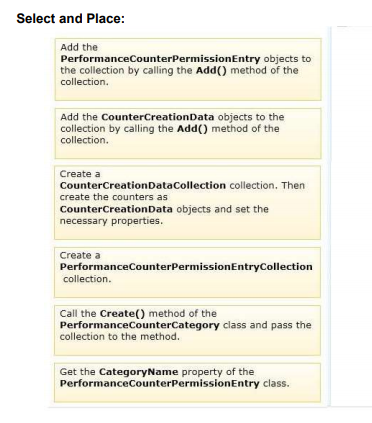 Select and Place:
Add the
PerformanceCounterPermissionEntry objects to
the collection by calling the Add() method of the
collection.
Add the CounterCreationData objects to the
collection by calling the Add() method of the
collection.
Create a
CounterCreationDataCollection collection. Then
create the counters as
CounterCreationData objects and set the
necessary properties.
Create a
PerformanceCounterPermissionEntryCollection
collection.
Call the Create() method of the
PerformanceCounterCategory class and pass the
collection to the method.
Get the CategoryName property of the
PerformanceCounterPermissionEntry class.